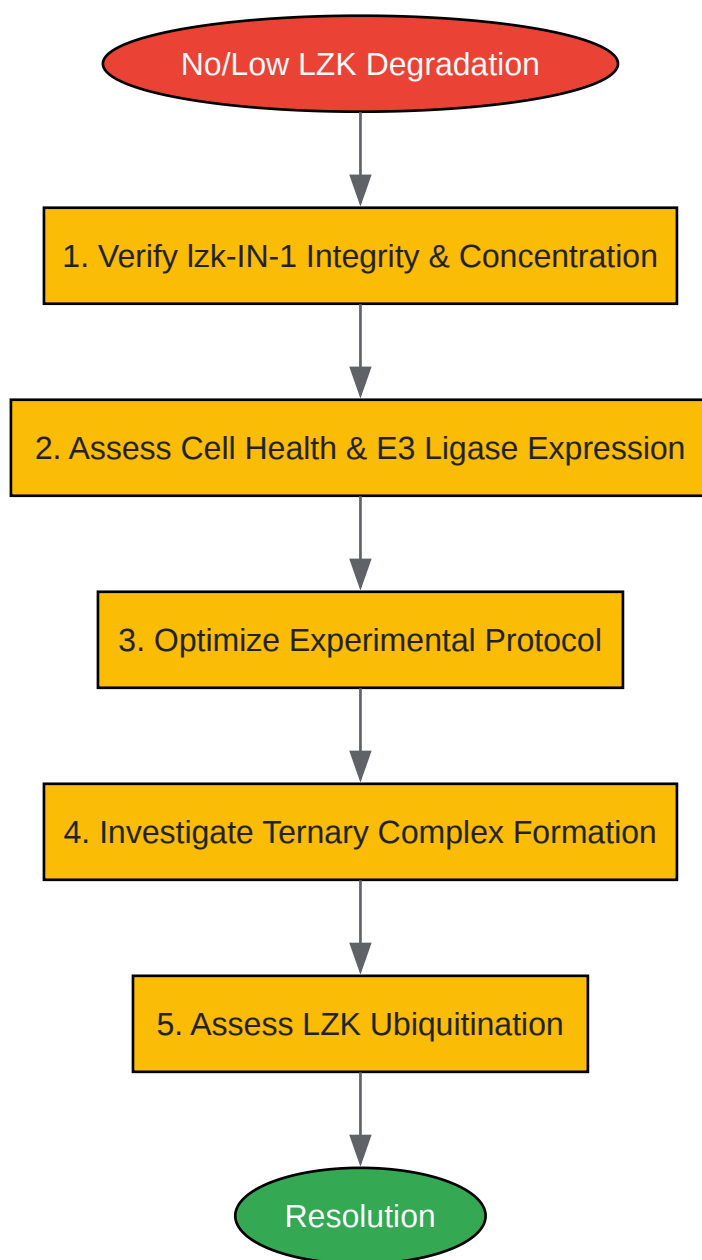 No/Low LZK Degradation
1. Verify lzk-IN-1 Integrity & Concentration
2. Assess Cell Health & E3 Ligase Expression
3. Optimize Experimental Protocol
4. Investigate Ternary Complex Formation
5. Assess LZK Ubiquitination
Resolution